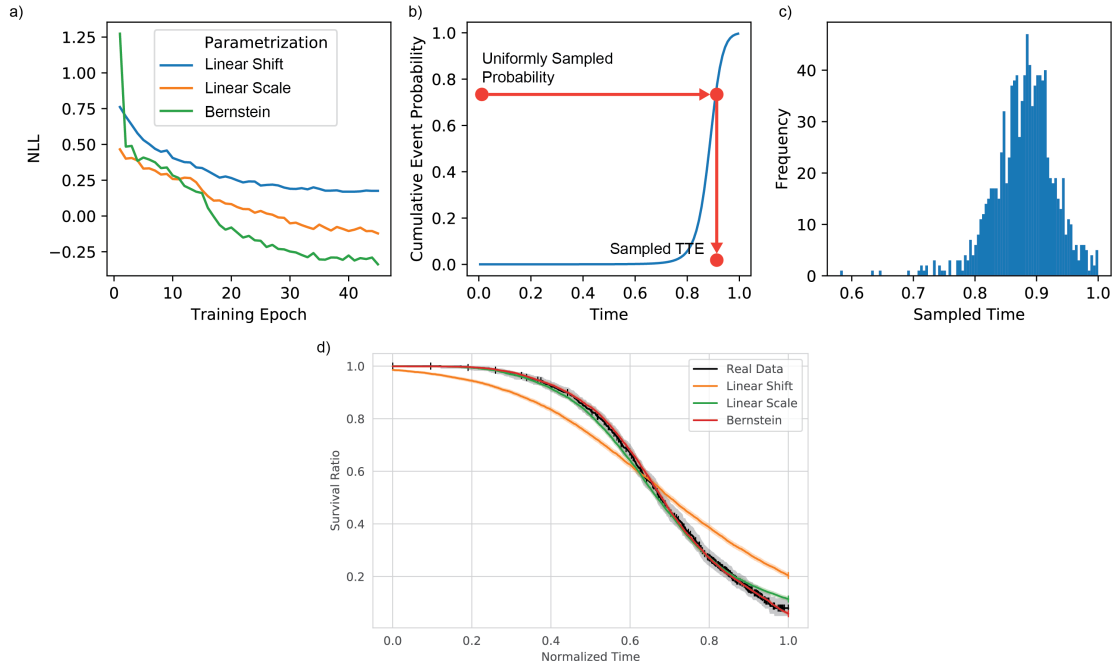 a)
NLL
1.25
1.00
0.75
0.50
0.25
0.00
−0.25
Parametrization
Linear Shift
Linear Scale
Bernstein
0
10
20
30
40
Training Epoch
b)
Cumulative Event Probability
1.0
0.8
0.6
0.4
0.2
0.0
Uniformly Sampled
Probability
Sampled TTE
0.0
0.2
0.4
0.6
0.8
1.0
Time
c)
Frequency
40
30
20
10
0
0.6
0.7
0.8
0.9
1.0
Sampled Time
d)
Survival Ratio
1.0
0.8
0.6
0.4
0.2
Real Data
Linear Shift
Linear Scale
Bernstein
0.0
0.2
0.4
0.6
0.8
1.0
Normalized Time